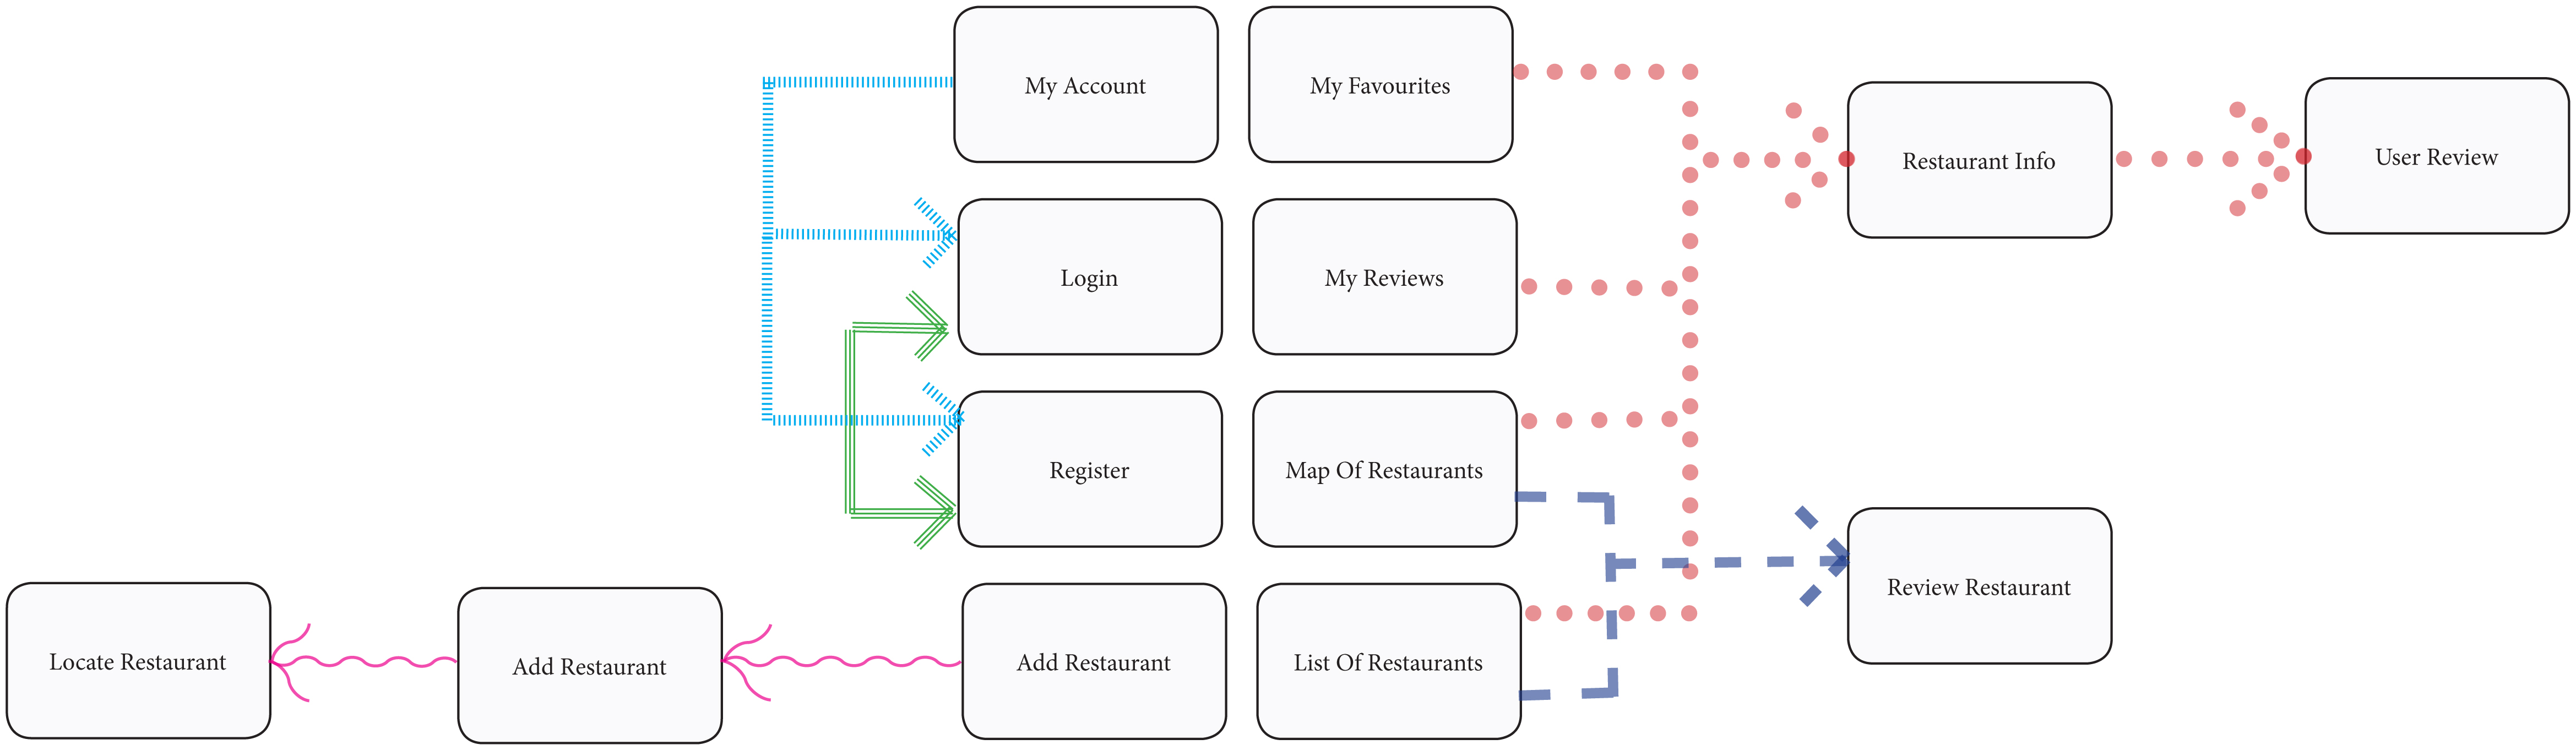 My Account
My Favourites
Restaurant Info
User Review
Login
My Reviews
Register
Map Of Restaurants
Review Restaurant
Locate Restaurant
Add Restaurant
Add Restaurant
List Of Restaurants